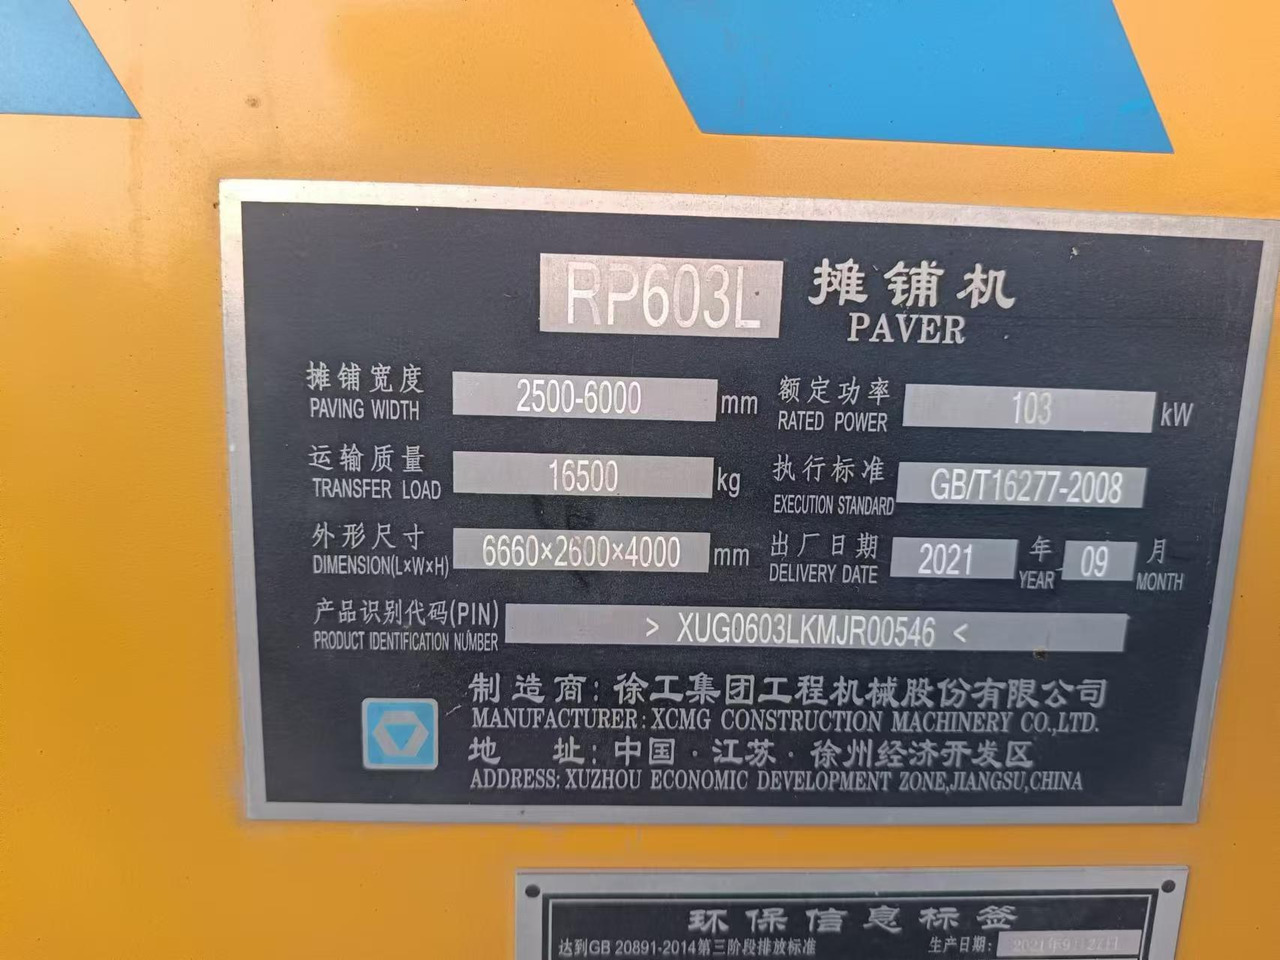 RP603L 摊铺机
PAVER
摊铺宽度 2500-6000 mm 额定功率 103 kW
PAVING WIDTH RATED POWER
运输质量 16500 kg 执行标准 GB/T16277-2008
TRANSFER LOAD EXECUTION STANDARD
外形尺寸 6660×2600×4000 mm 出厂日期 2021 年 09 月
DIMENSION(L×W×H) DELIVERY DATE YEAR MONTH
产品识别代码(PIN) > XUG0603LKMJR00546 <
PRODUCT IDENTIFICATION NUMBER
制造商:徐工集团工程机械股份有限公司
MANUFACTURER: XCMG CONSTRUCTION MACHINERY CO.,LTD.
地 址:中国·江苏·徐州经济开发区
ADDRESS: XUZHOU ECONOMIC DEVELOPMENT ZONE,JIANGSU,CHINA
环保信息标签
达到GB 20891-2014第三阶段排放标准 生产日期: